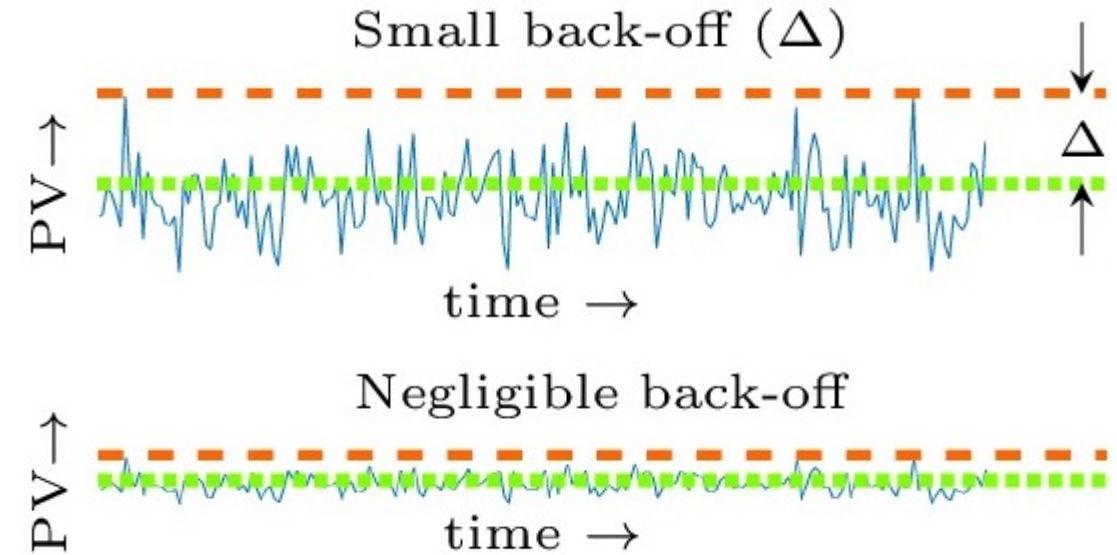 Small back-off (Δ)
PV→
Δ
time →
Negligible back-off
PV→
time →